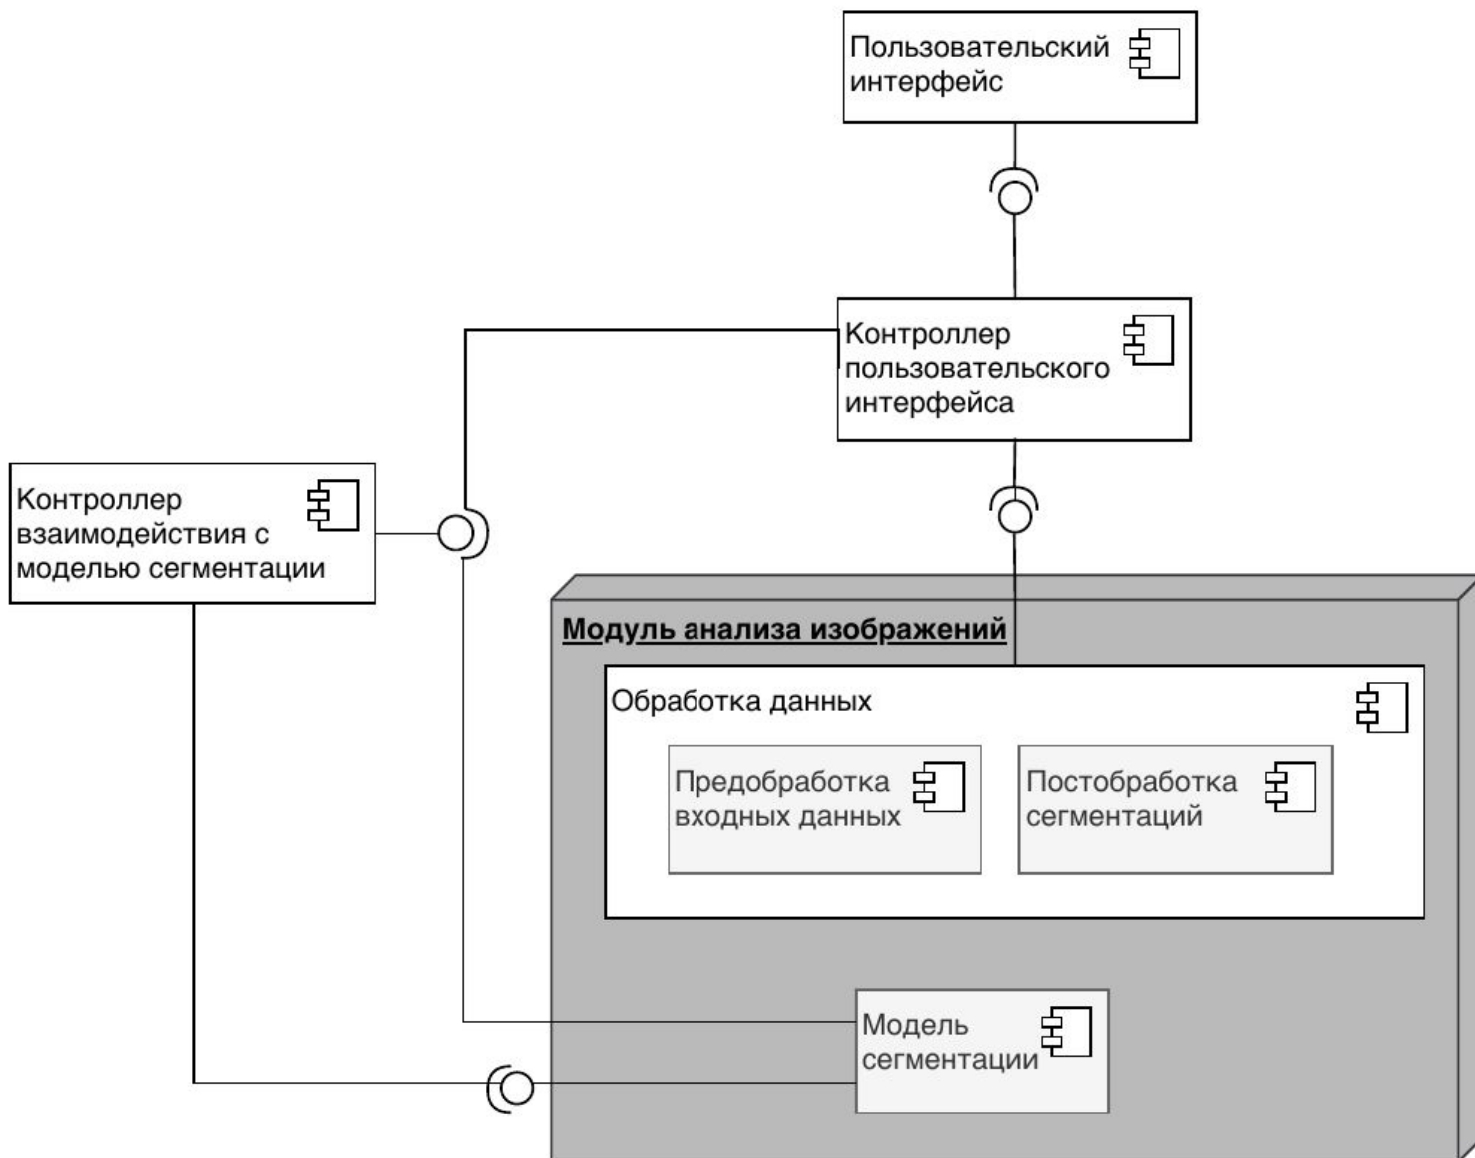 Пользовательский
интерфейс
Контроллер
пользовательского
интерфейса
Контроллер
взаимодействия с
моделью сегментации
Модуль анализа изображений
Обработка данных
Предобработка
входных данных
Постобработка
сегментаций
Модель
сегментации